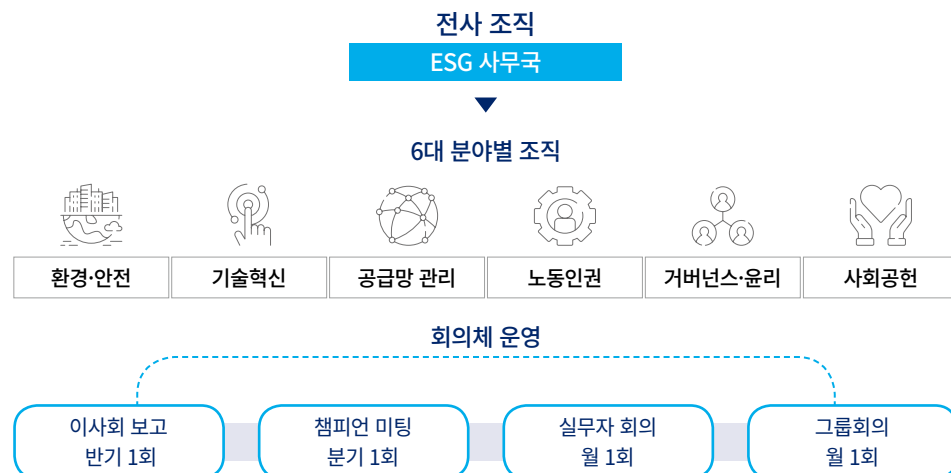 전사 조직
ESG 사무국
6대 분야별 조직
환경·안전
기술혁신
공급망 관리
노동인권
거버넌스·윤리
사회공헌
회의체 운영
이사회 보고
반기 1회
챔피언 미팅
분기 1회
실무자 회의
월 1회
그룹회의
월 1회